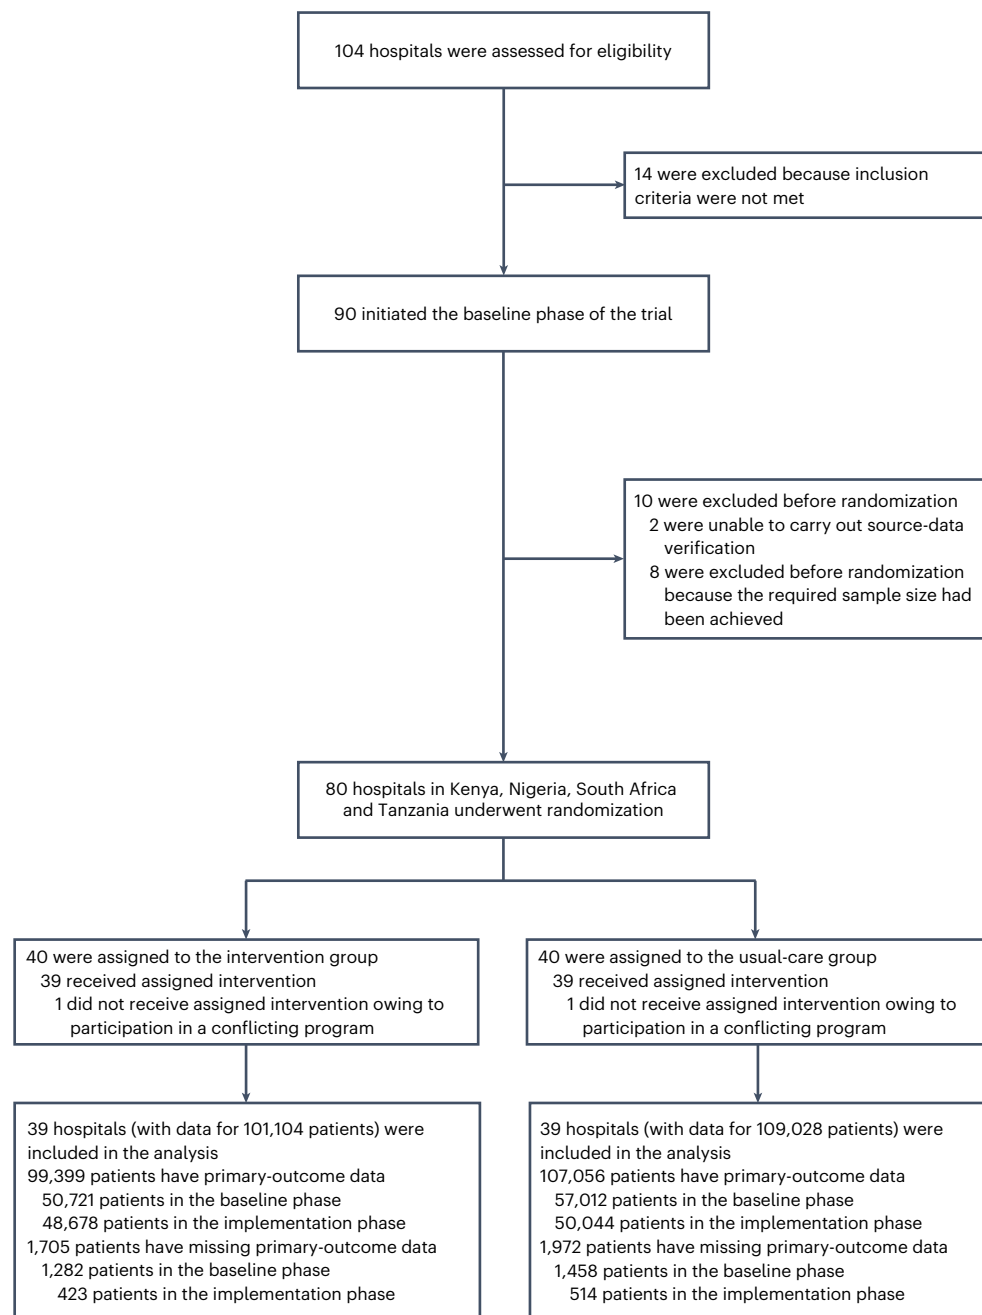 104 hospitals were assessed for eligibility
14 were excluded because inclusion
criteria were not met
90 initiated the baseline phase of the trial
10 were excluded before randomization
2 were unable to carry out source-data
verification
8 were excluded before randomization
because the required sample size had
been achieved
80 hospitals in Kenya, Nigeria, South Africa
and Tanzania underwent randomization
40 were assigned to the intervention group
39 received assigned intervention
1 did not receive assigned intervention owing to
participation in a conflicting program
40 were assigned to the usual-care group
39 received assigned intervention
1 did not receive assigned intervention owing to
participation in a conflicting program
39 hospitals (with data for 101,104 patients) were
included in the analysis
99,399 patients have primary-outcome data
50,721 patients in the baseline phase
48,678 patients in the implementation phase
1,705 patients have missing primary-outcome data
1,282 patients in the baseline phase
423 patients in the implementation phase
39 hospitals (with data for 109,028 patients) were
included in the analysis
107,056 patients have primary-outcome data
57,012 patients in the baseline phase
50,044 patients in the implementation phase
1,972 patients have missing primary-outcome data
1,458 patients in the baseline phase
514 patients in the implementation phase